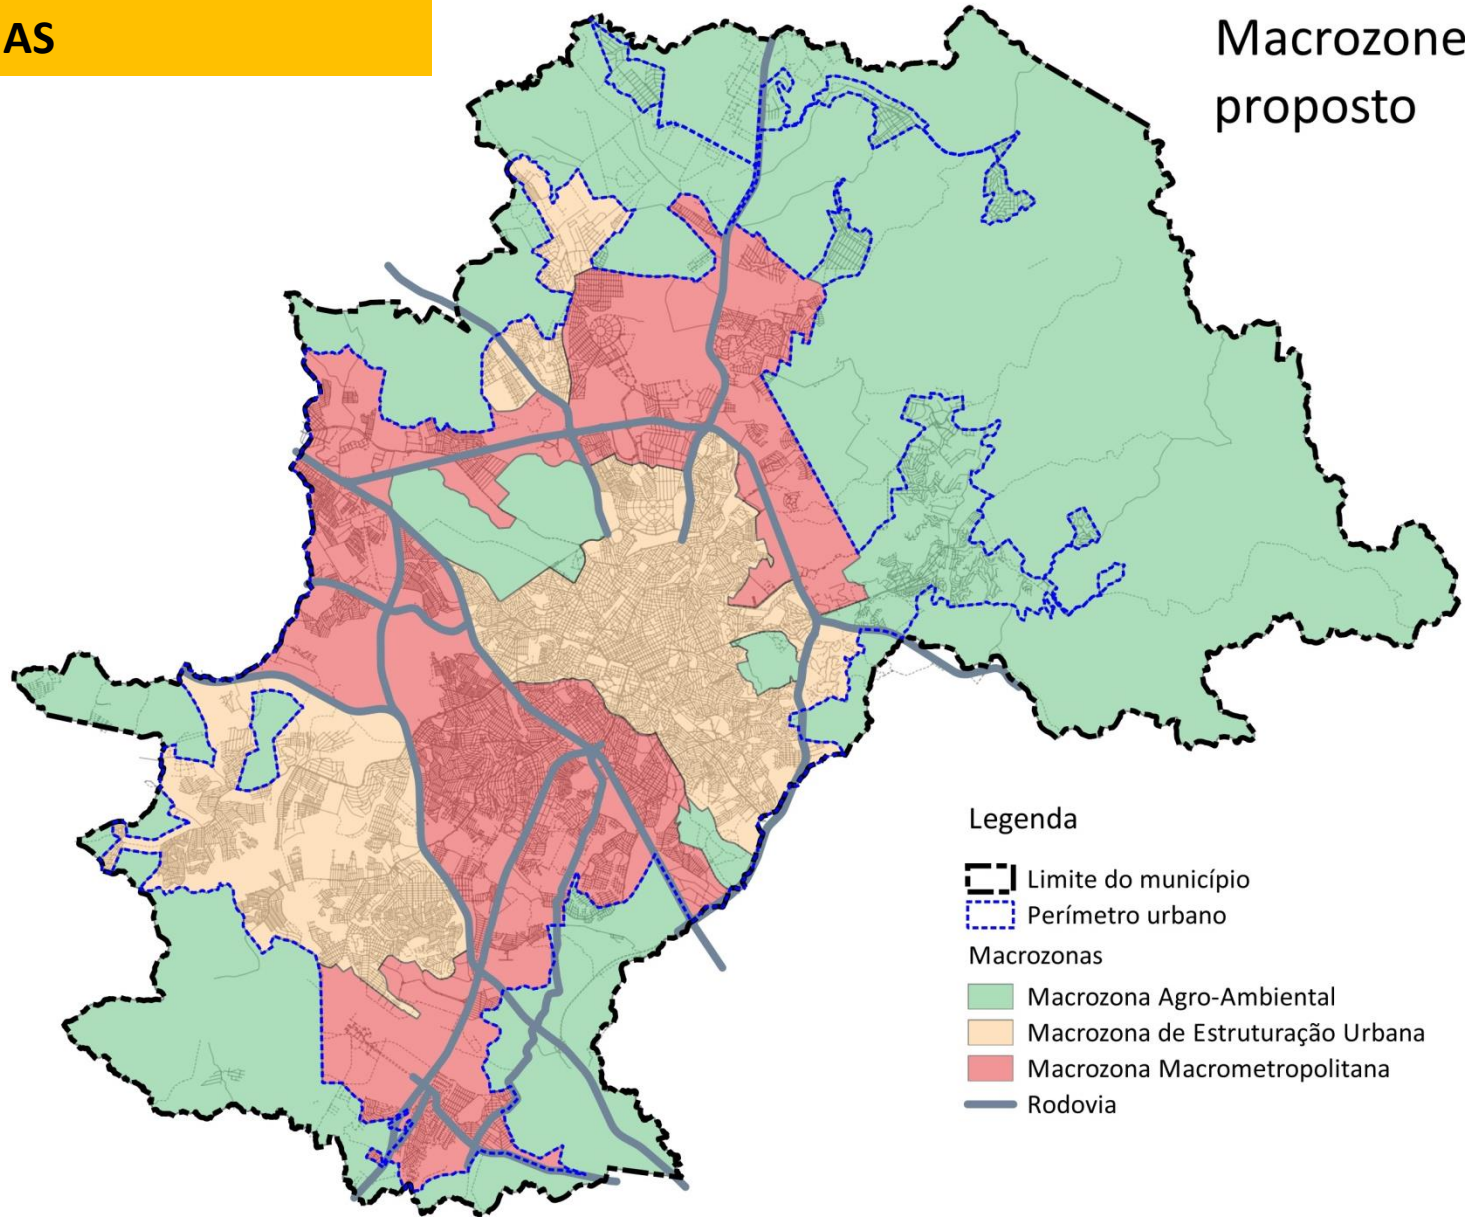 AS
Macrozone
proposto
Legenda
Limite do município
Perímetro urbano
Macrozonas
Macrozona Agro-Ambiental
Macrozona de Estruturação Urbana
Macrozona Macrometropolitana
Rodovia